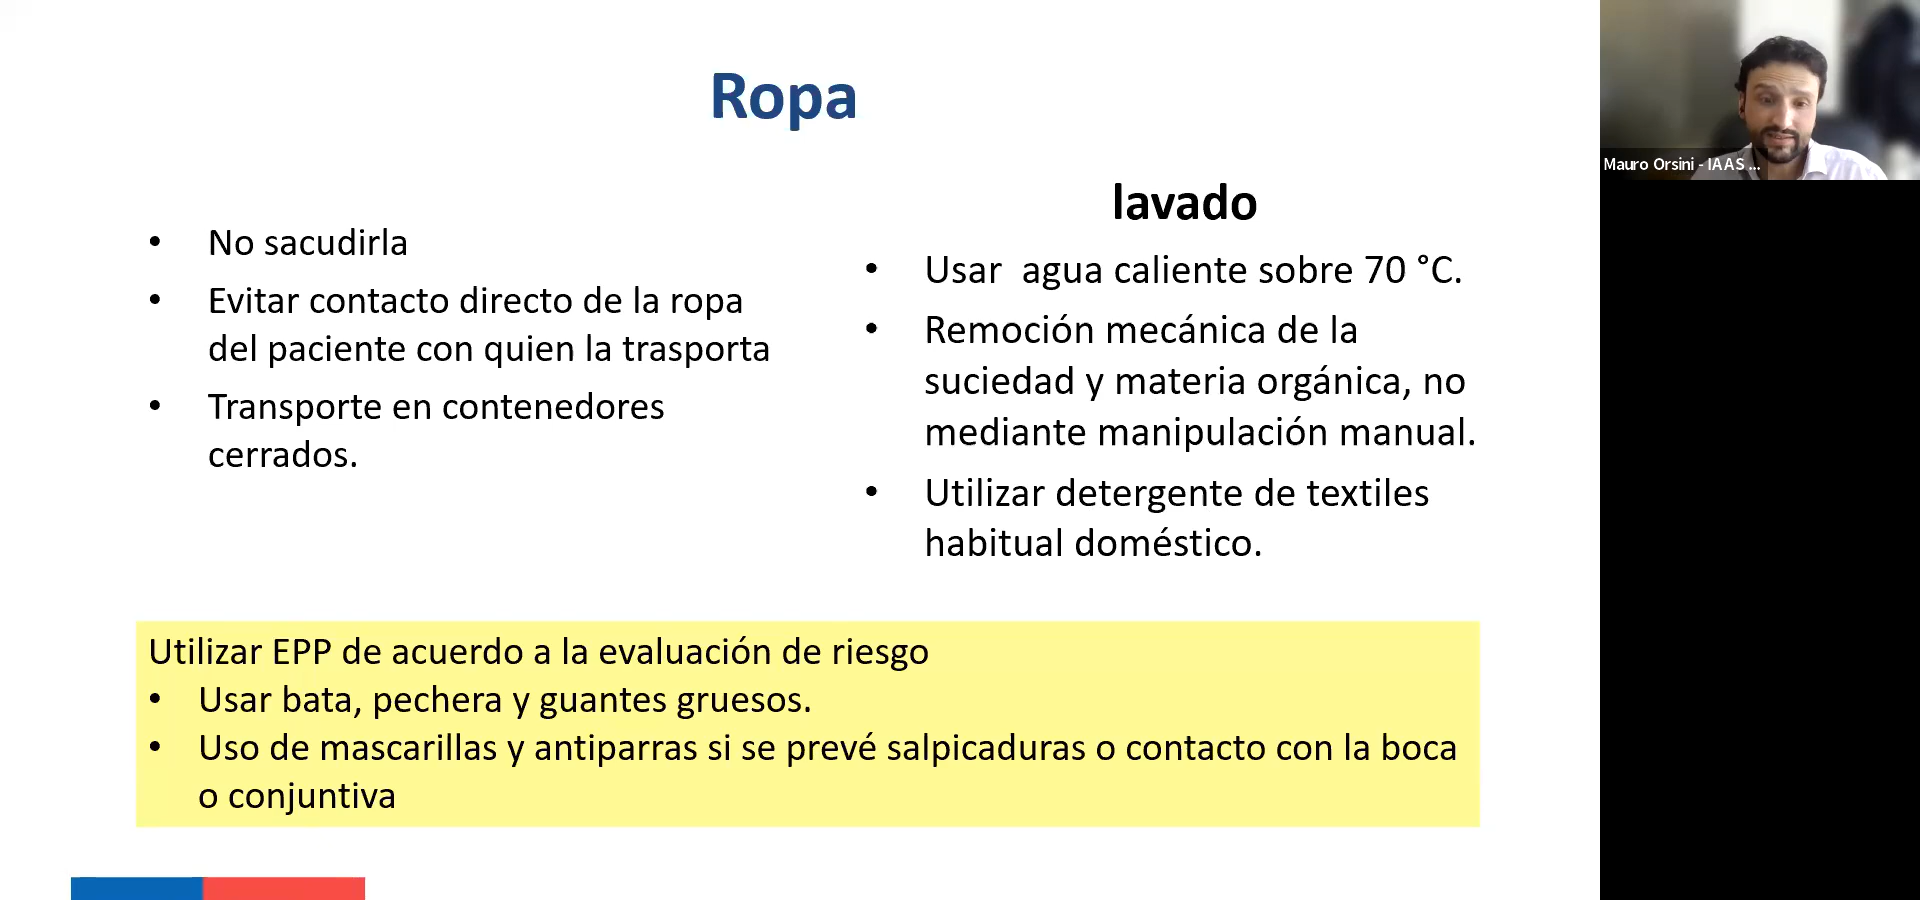 Ropa
No sacudirla
Evitar contacto directo de la ropa
del paciente con quien la trasporta
Transporte en contenedores
cerrados.
lavado
Usar agua caliente sobre 70 °C.
Remoción mecánica de la
suciedad y materia orgánica, no
mediante manipulación manual.
Utilizar detergente de textiles
habitual doméstico.
Utilizar EPP de acuerdo a la evaluación de riesgo
Usar bata, pechera y guantes gruesos.
Uso de mascarillas y antiparras si se prevé salpicaduras o contacto con la boca
o conjuntiva
Mauro Orsini - IAAS ...